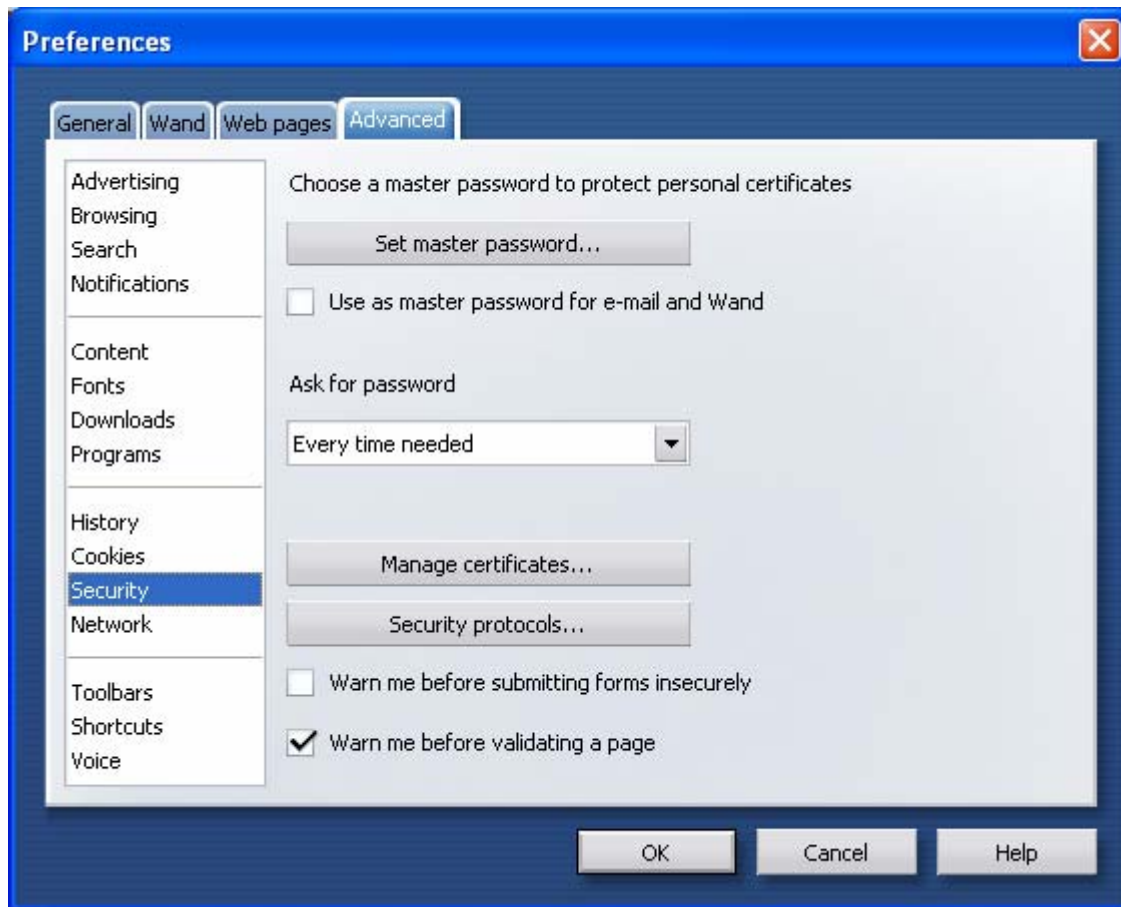 Preferences
General Wand Web pages Advanced
Advertising
Browsing
Search
Notifications
Content
Fonts
Downloads
Programs
History
Cookies
Security
Network
Toolbars
Shortcuts
Voice
Choose a master password to protect personal certificates
Set master password...
Use as master password for e-mail and Wand
Ask for password
Every time needed
Manage certificates...
Security protocols...
Warn me before submitting forms insecurely
Warn me before validating a page
OK Cancel Help